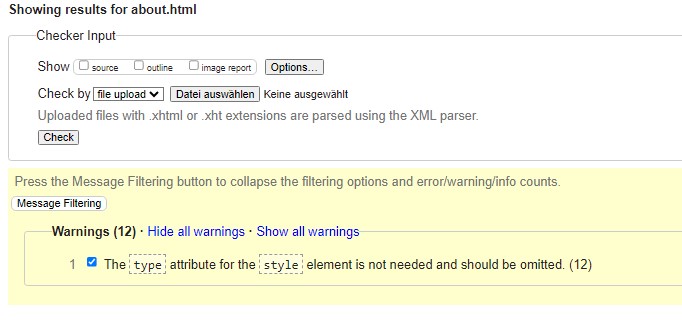 Showing results for about.html
Checker Input
Show source outline image report Options...
Check by file upload Datei auswählen Keine ausgewählt
Uploaded files with .xhtml or .xht extensions are parsed using the XML parser.
Check
Press the Message Filtering button to collapse the filtering options and error/warning/info counts.
Message Filtering
Warnings (12) · Hide all warnings · Show all warnings
1 The type attribute for the style element is not needed and should be omitted. (12)